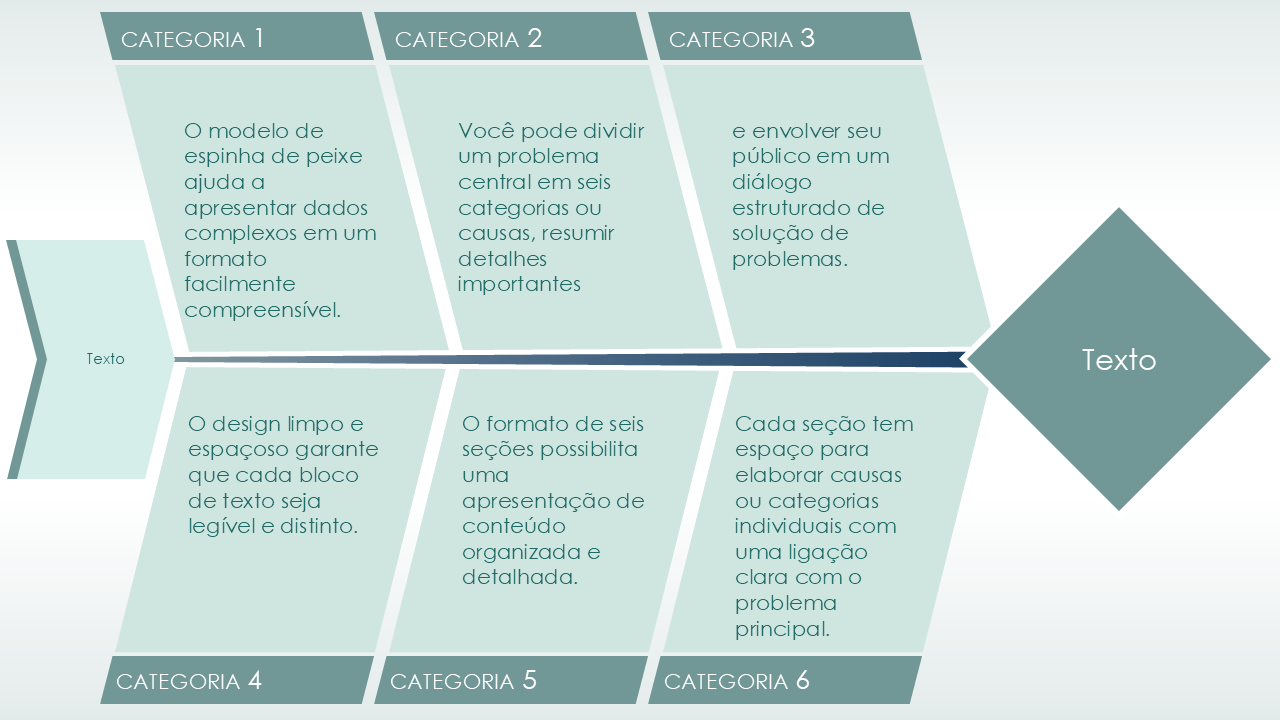 CATEGORIA 1
O modelo de
espinha de peixe
ajuda a
apresentar dados
complexos em um
formato
facilmente
compreensível.
CATEGORIA 2
Você pode dividir
um problema
central em seis
categorias ou
causas, resumir
detalhes
importantes
CATEGORIA 3
e envolver seu
público em um
diálogo
estruturado de
solução de
problemas.
Texto
Texto
O design limpo e
espaçoso garante
que cada bloco
de texto seja
legível e distinto.
CATEGORIA 4
O formato de seis
seções possibilita
uma
apresentação de
conteúdo
organizada e
detalhada.
CATEGORIA 5
Cada seção tem
espaço para
elaborar causas
ou categorias
individuais com
uma ligação
clara com o
problema
principal.
CATEGORIA 6